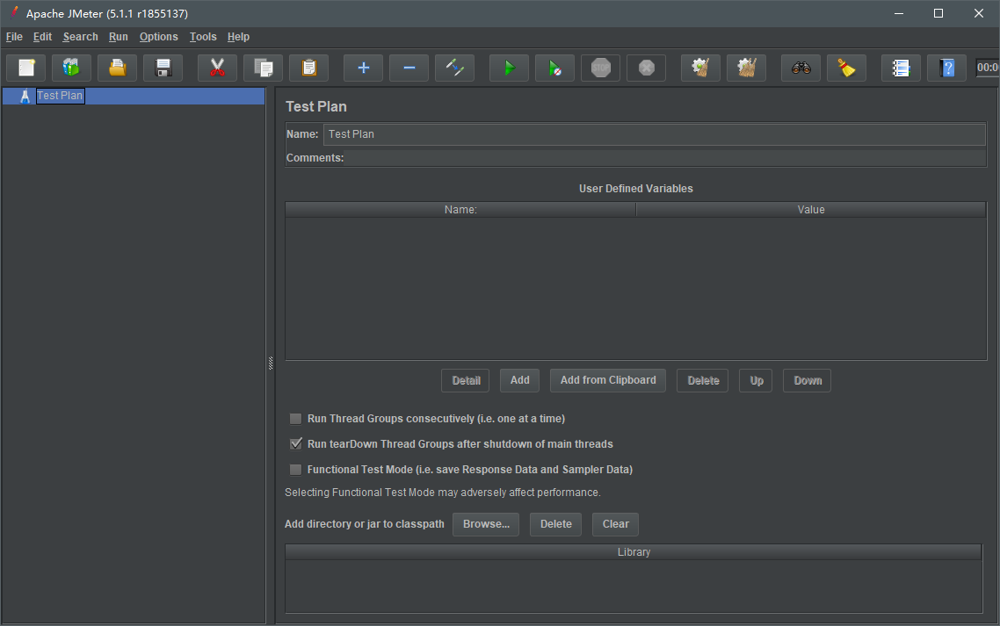 Apache JMeter (5.1.1 r1855137)
File Edit Search Run Options Tools Help
STOP
00:0
Test Plan
Test Plan
Name: Test Plan
Comments:
User Defined Variables
Name: Value
Detail Add Add from Clipboard Delete Up Down
Run Thread Groups consecutively (i.e. one at a time)
Run tearDown Thread Groups after shutdown of main threads
Functional Test Mode (i.e. save Response Data and Sampler Data)
Selecting Functional Test Mode may adversely affect performance.
Add directory or jar to classpath Browse... Delete Clear
Library